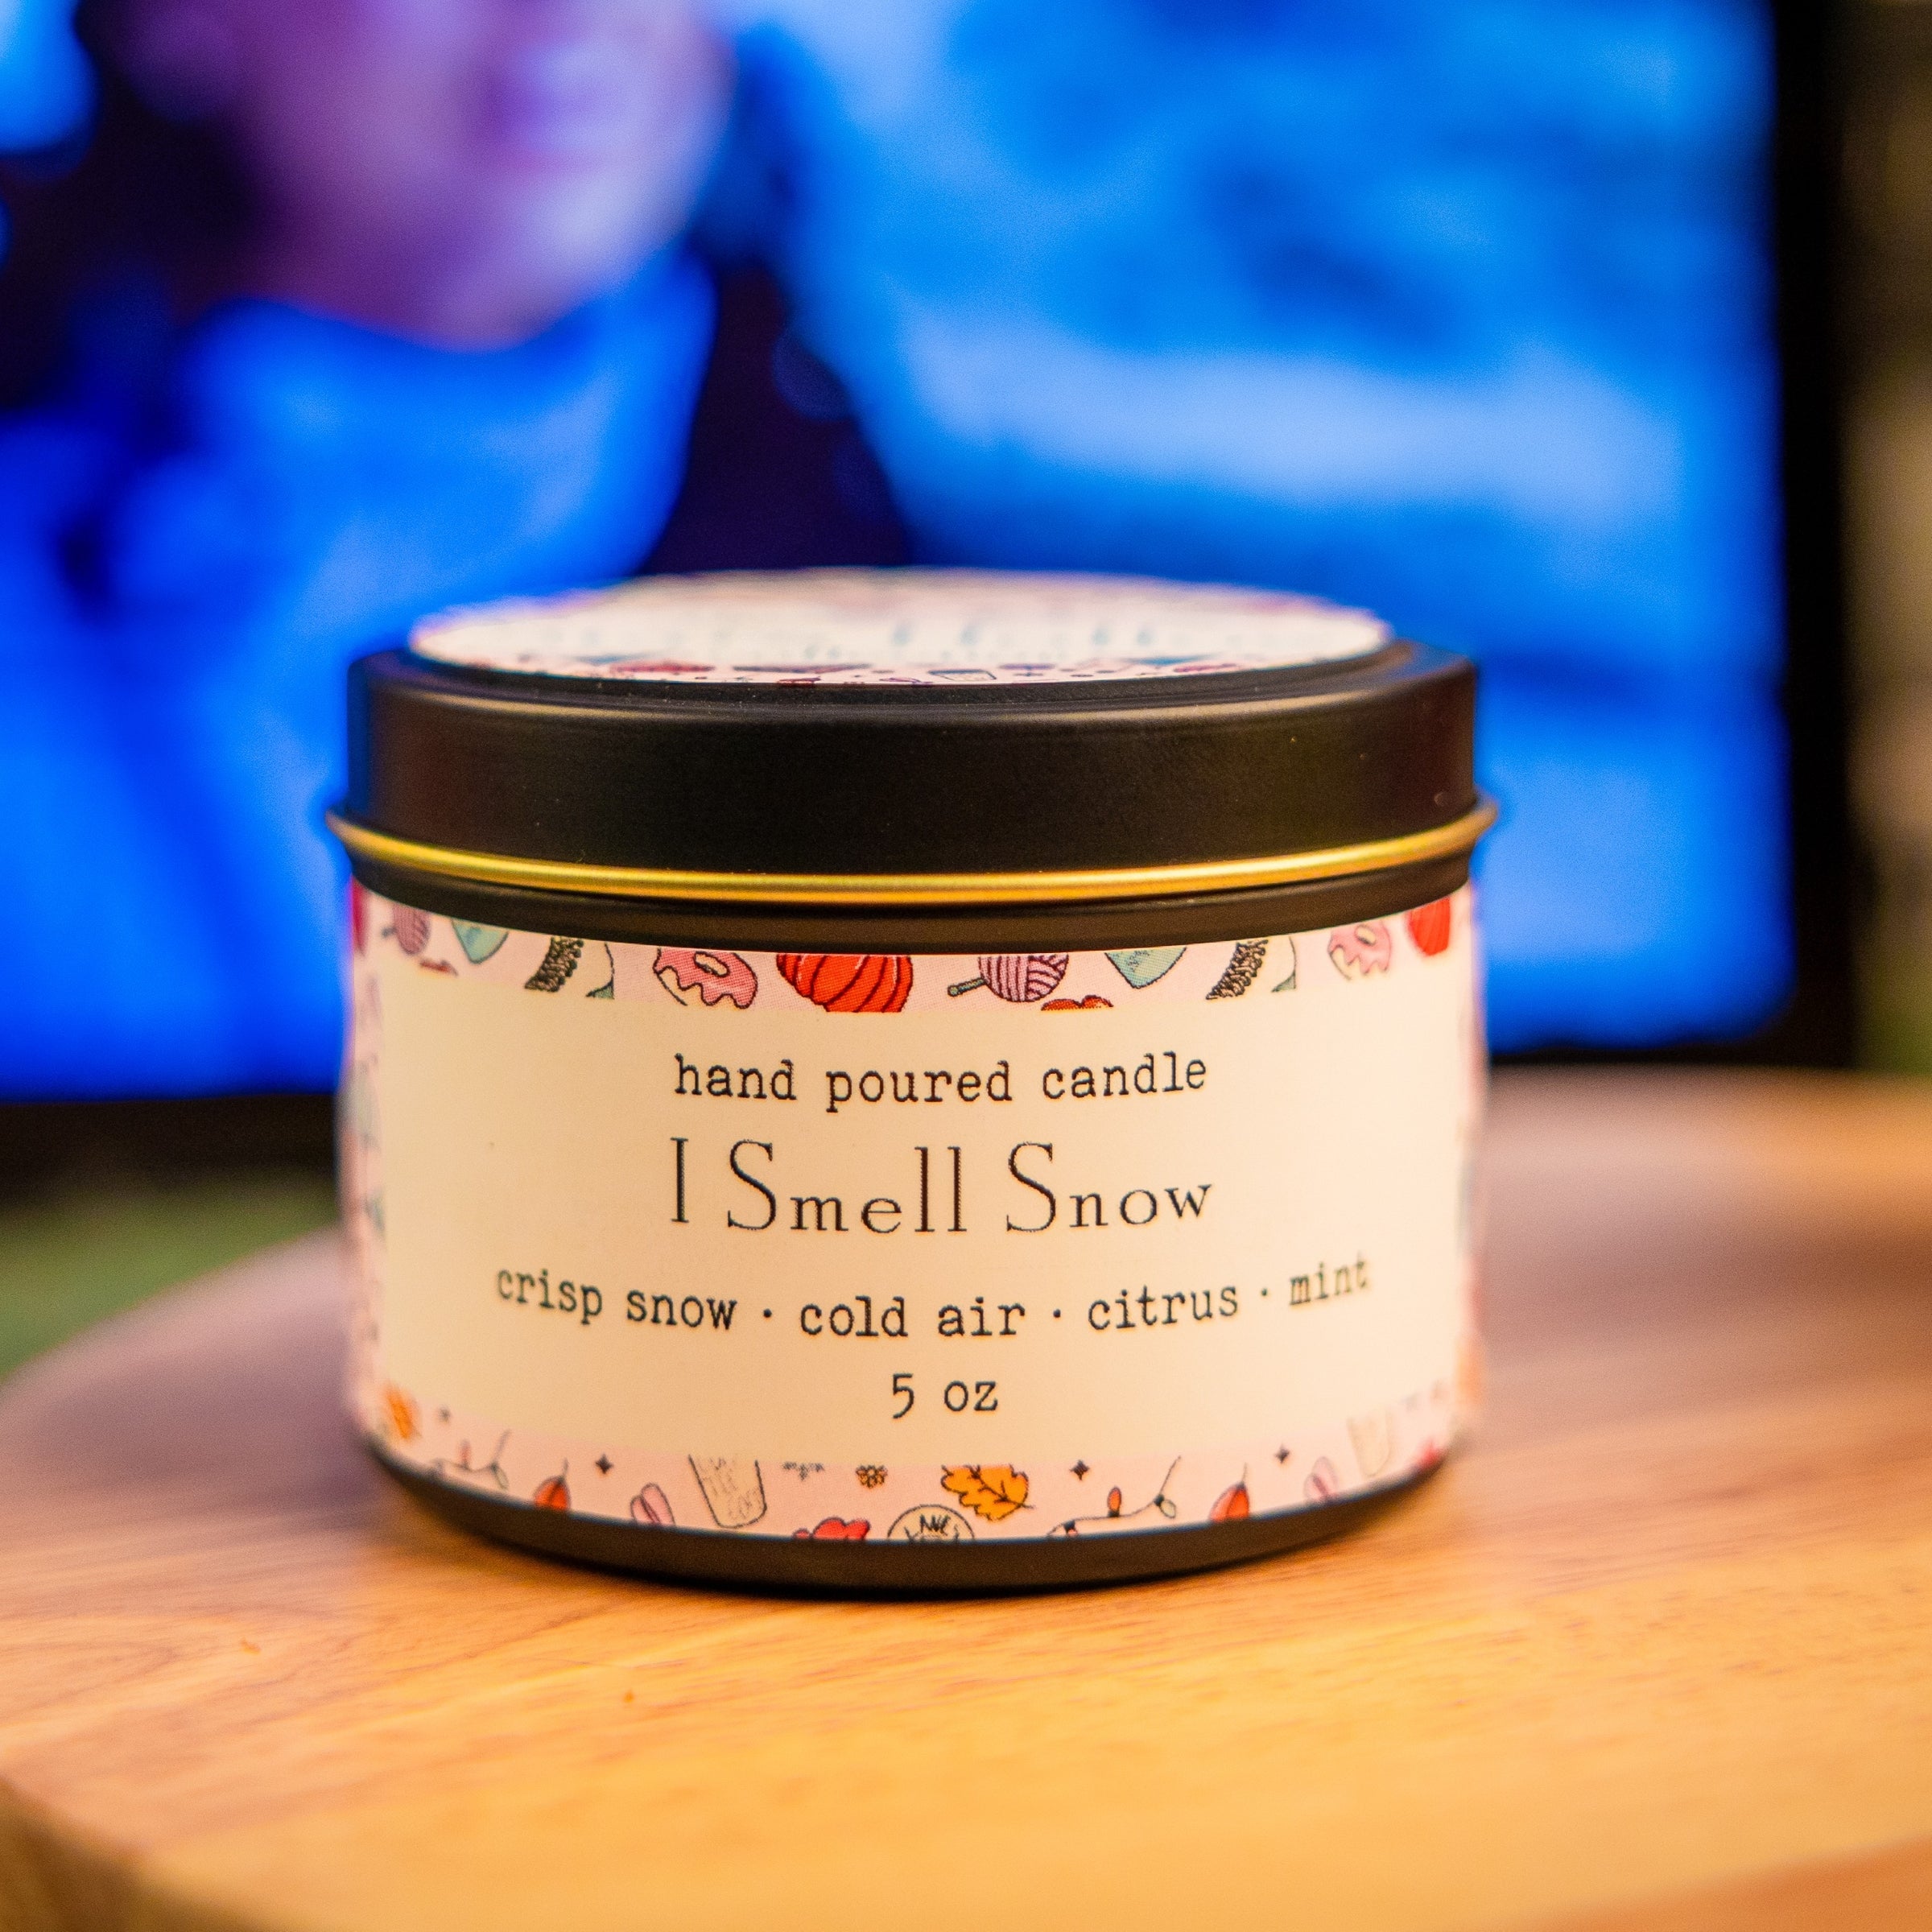 hand poured candle
I Smell Snow
crisp snow · cold air · citrus · mint
5 oz